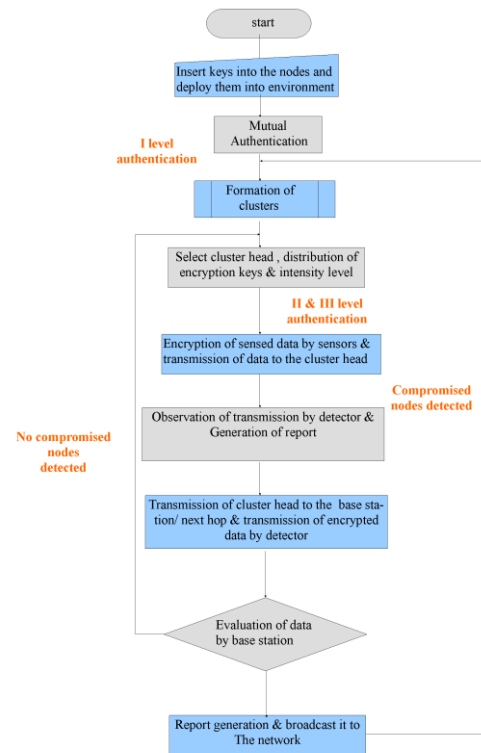 start
Insert keys into the nodes and
deploy them into environment
Mutual
Authentication
I level
authentication
Formation of
clusters
Select cluster head , distribution of
encryption keys & intensity level
II & III level
authentication
Encryption of sensed data by sensors &
transmission of data to the cluster head
Compromised
nodes detected
Observation of transmission by detector &
Generation of report
No compromised
nodes
detected
Transmission of cluster head to the base sta-
tion/ next hop & transmission of encrypted
data by detector
Evaluation of data
by base station
Report generation & broadcast it to
The network